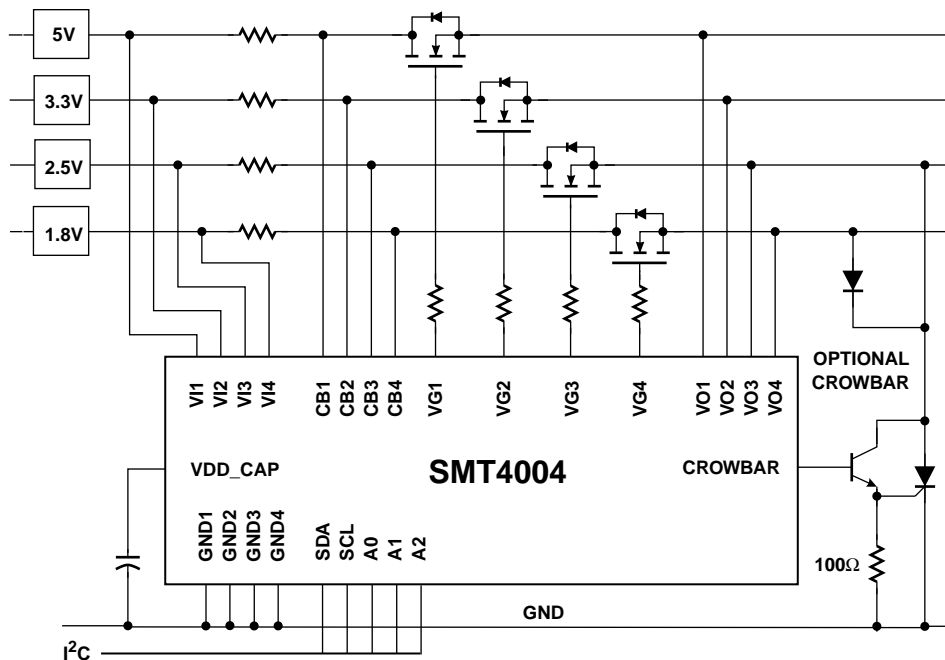 5V
3.3V
2.5V
1.8V
OPTIONAL
CROWBAR
VI1
VI2
VI3
VI4
CB1
CB2
CB3
CB4
VG1
VG2
VG3
VG4
VO1
VO2
VO3
VO4
VDD_CAP
SMT4004
CROWBAR
GND1
GND2
GND3
GND4
SDA
SCL
A0
A1
A2
100Ω
GND
I²C